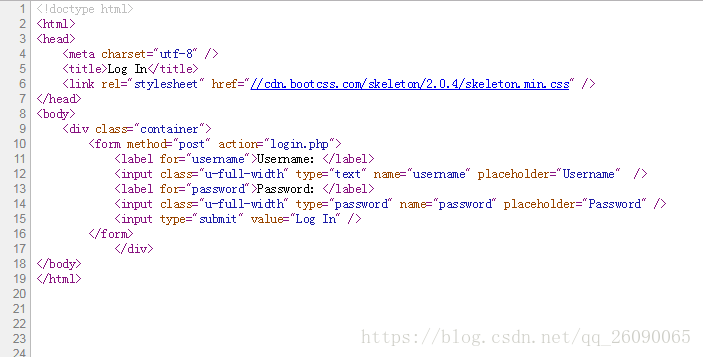 1 <!doctype html>
2 <html>
3 <head>
4 <meta charset="utf-8" />
5 <title>Log In</title>
6 <link rel="stylesheet" href="//cdn.bootcss.com/skeleton/2.0.4/skeleton.min.css" />
7 </head>
8 <body>
9 <div class="container">
10 <form method="post" action="login.php">
11 <label for="username">Username: </label>
12 <input class="u-full-width" type="text" name="username" placeholder="Username"  />
13 <label for="password">Password: </label>
14 <input class="u-full-width" type="password" name="password" placeholder="Password" />
15 <input type="submit" value="Log In" />
16 </form>
17 </div>
18 </body>
19 </html>
20
21
22
23
24
https://blog.csdn.net/qq_26090065